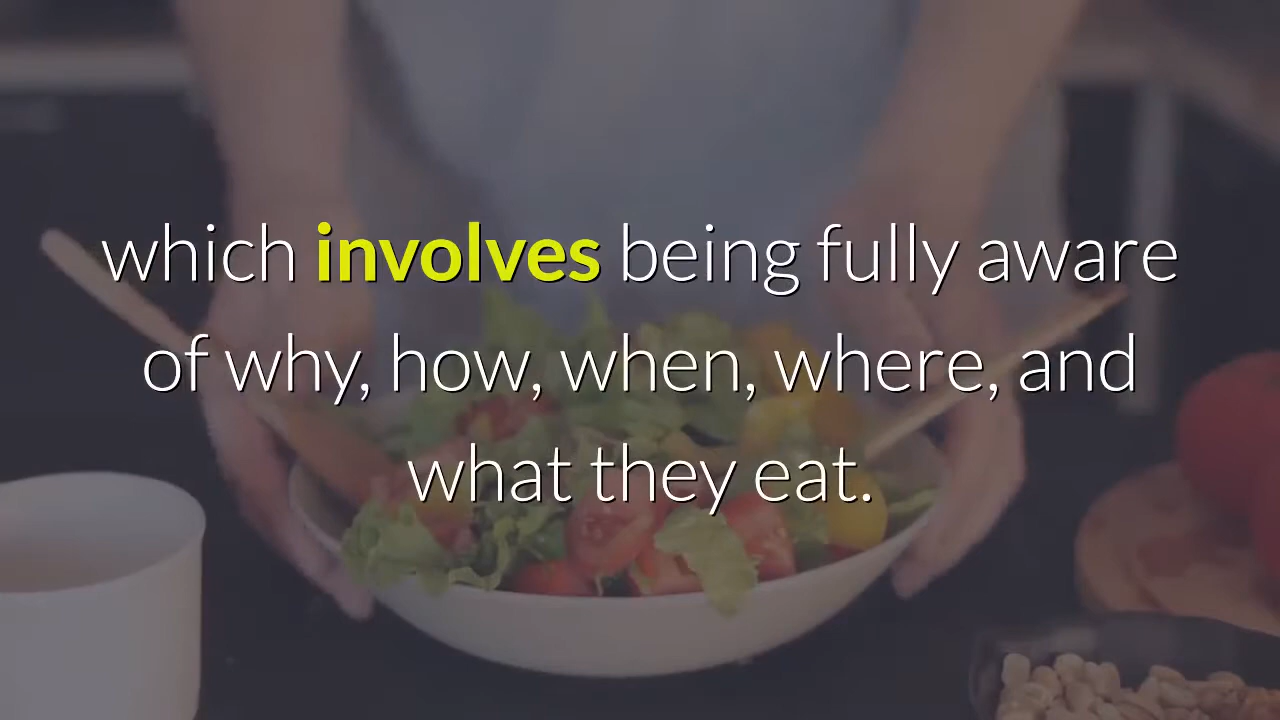 which involves being fully aware
of why, how, when, where, and
what they eat.